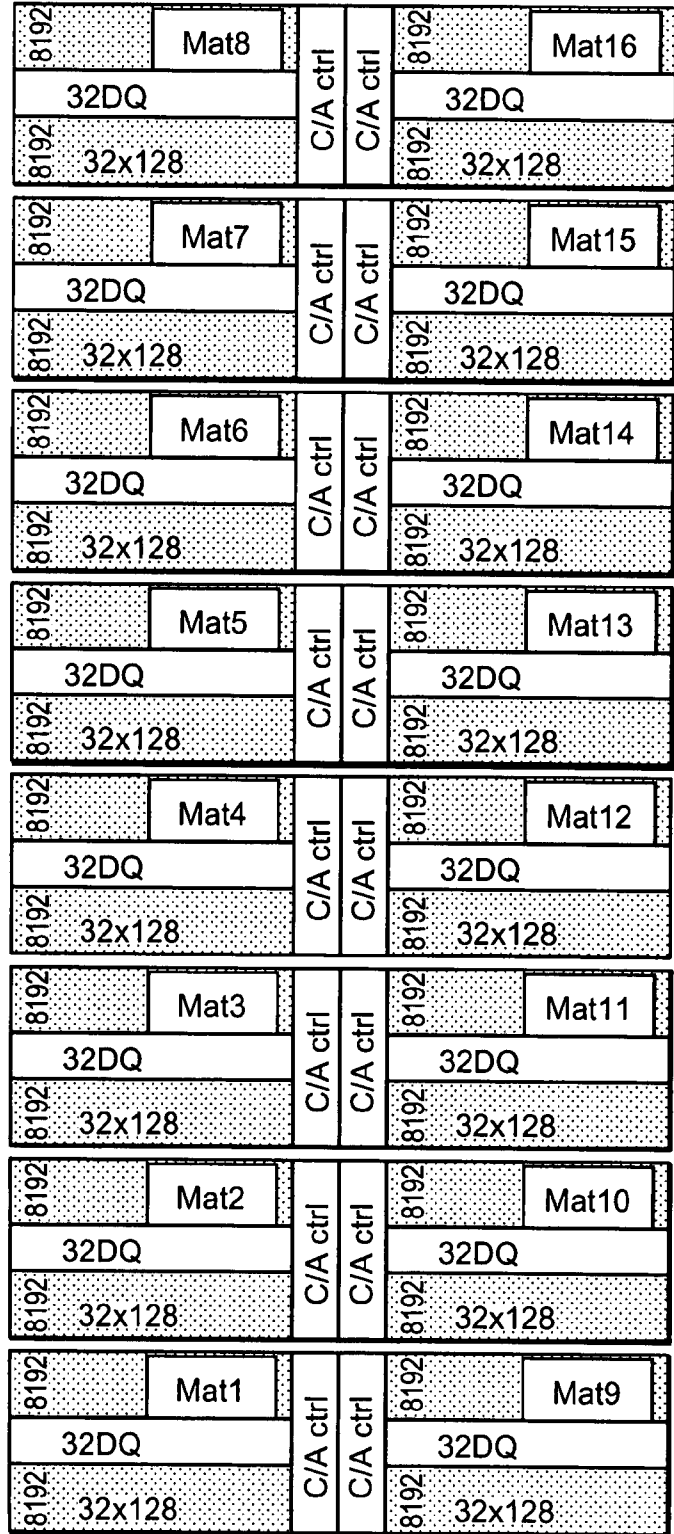 8192 Mat8 C/A ctrl C/A ctrl 8192 Mat16
32DQ 32DQ
8192 32x128 8192 32x128
8192 Mat7 C/A ctrl C/A ctrl 8192 Mat15
32DQ 32DQ
8192 32x128 8192 32x128
8192 Mat6 C/A ctrl C/A ctrl 8192 Mat14
32DQ 32DQ
8192 32x128 8192 32x128
8192 Mat5 C/A ctrl C/A ctrl 8192 Mat13
32DQ 32DQ
8192 32x128 8192 32x128
8192 Mat4 C/A ctrl C/A ctrl 8192 Mat12
32DQ 32DQ
8192 32x128 8192 32x128
8192 Mat3 C/A ctrl C/A ctrl 8192 Mat11
32DQ 32DQ
8192 32x128 8192 32x128
8192 Mat2 C/A ctrl C/A ctrl 8192 Mat10
32DQ 32DQ
8192 32x128 8192 32x128
8192 Mat1 C/A ctrl C/A ctrl 8192 Mat9
32DQ 32DQ
8192 32x128 8192 32x128